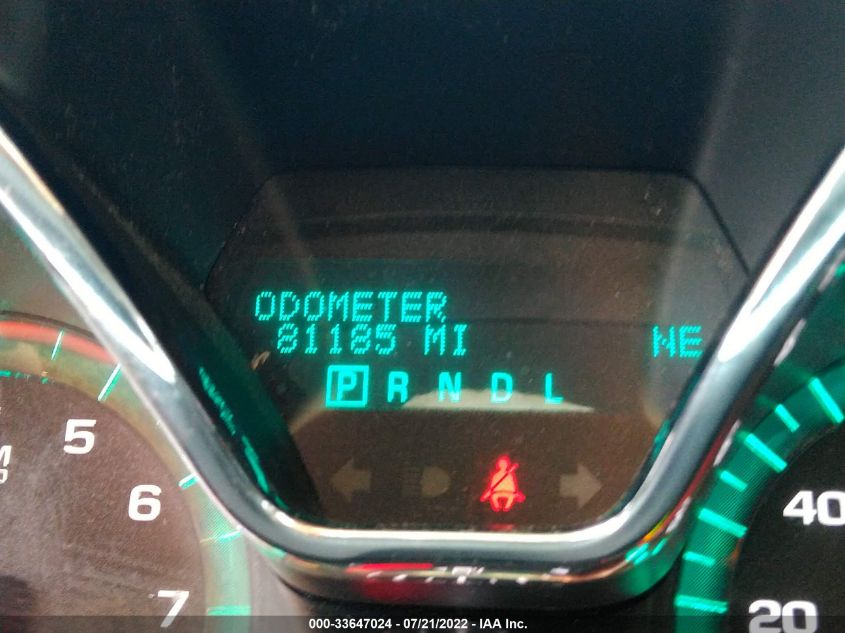 ODOMETER
81185 MI NE
P R N D L
5
6
7
40
20
000-33647024 - 07/21/2022 - IAA Inc.